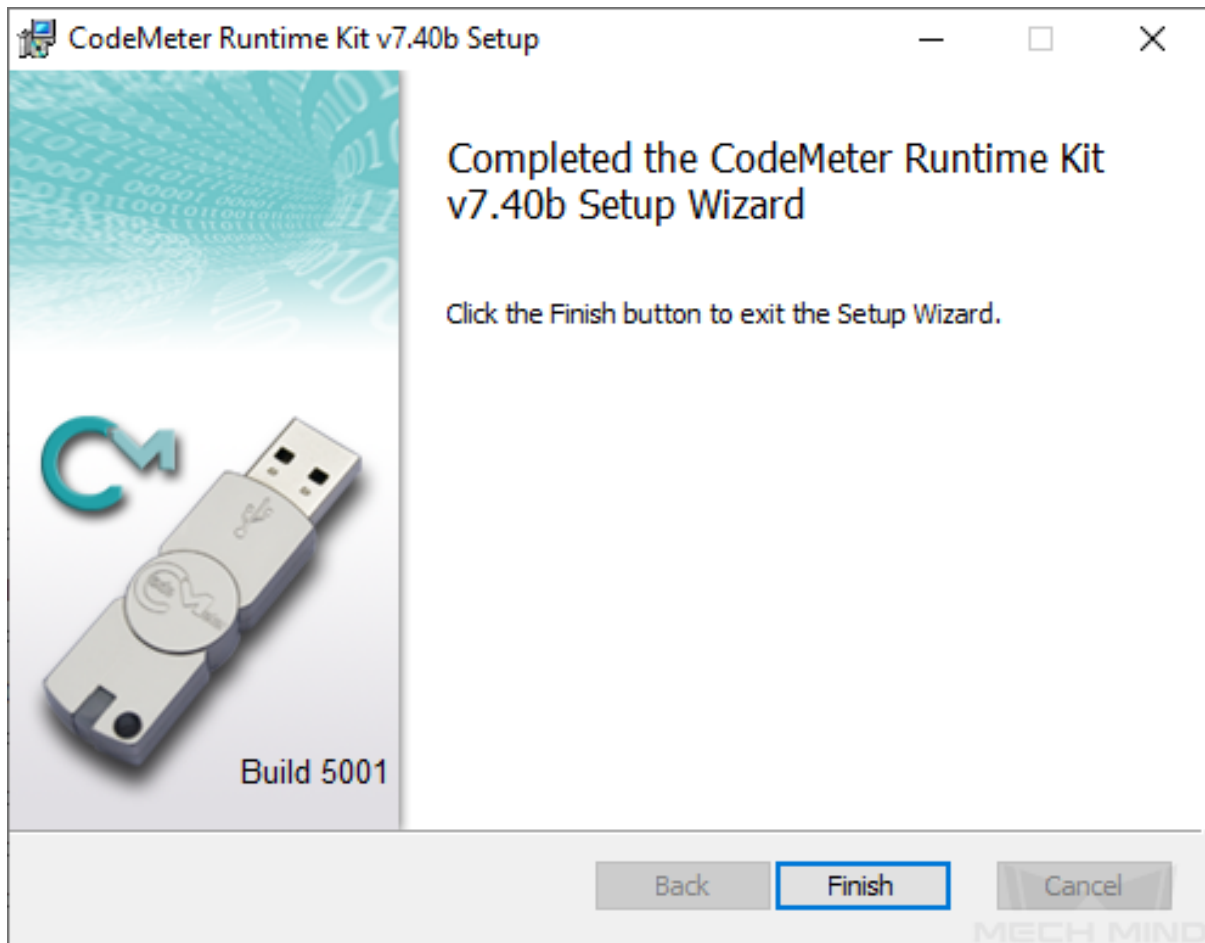 CodeMeter Runtime Kit v7.40b Setup
Completed the CodeMeter Runtime Kit
v7.40b Setup Wizard
Click the Finish button to exit the Setup Wizard.
CM
Build 5001
Back
Finish
Cancel
MECH MIND